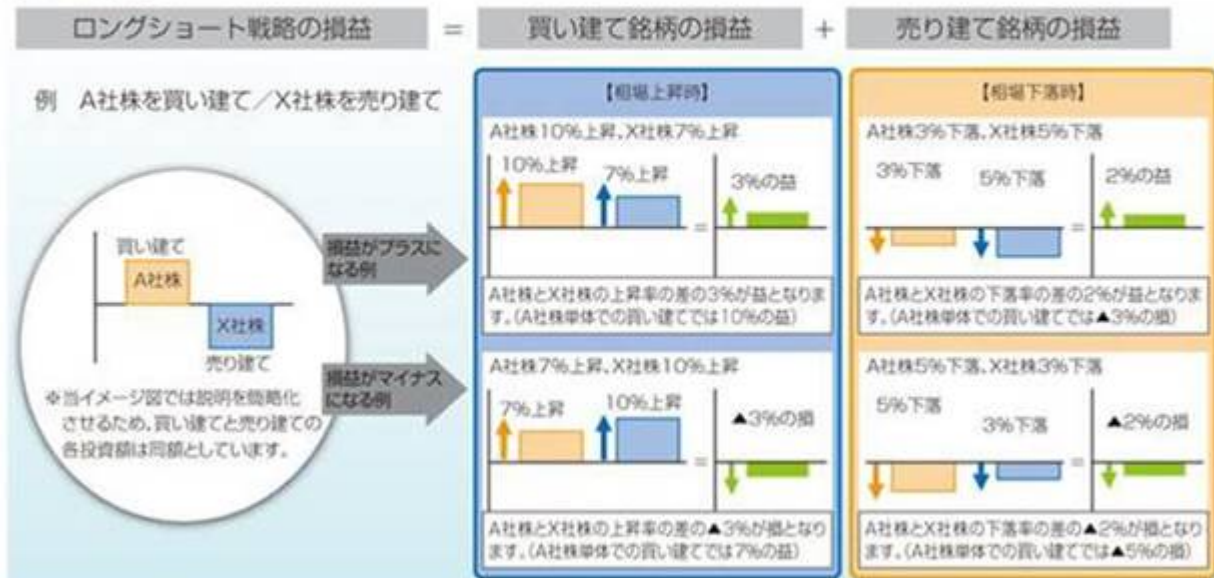 ロングショート戦略の損益 = 買い建て銘柄の損益 + 売り建て銘柄の損益
例 A社株を買い建て／X社株を売り建て
買い建て
A社株
X社株
売り建て
※当イメージ図では説明を簡略化
させるため、買い建てと売り建ての
各投資額は同額としています。
損益がプラスに
なる例
損益がマイナス
になる例
【相場上昇時】
A社株10%上昇、X社株7%上昇
10%上昇
7%上昇
=
3%の益
A社株とX社株の上昇率の差の3%が益となりま
す。（A社株単体での買い建てでは10%の益）
A社株7%上昇、X社株10%上昇
7%上昇
10%上昇
=
▲3%の損
A社株とX社株の上昇率の差の▲3%が損となり
ます。（A社株単体での買い建てでは7%の益）
【相場下落時】
A社株3%下落、X社株5%下落
3%下落
5%下落
=
2%の益
A社株とX社株の下落率の差の2%が益となりま
す。（A社株単体での買い建てでは▲3%の損）
A社株5%下落、X社株3%下落
5%下落
3%下落
=
▲2%の損
A社株とX社株の下落率の差の▲2%が損となり
ます。（A社株単体での買い建てでは▲5%の損）